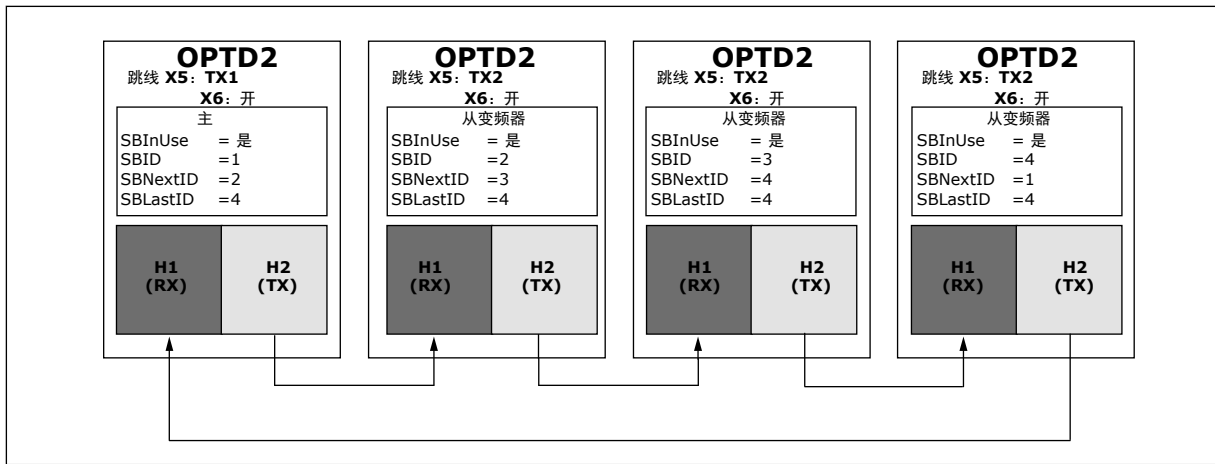 OPTD2
跳线 X5：TX1
X6：开
主
SBInUse = 是
SBID =1
SBNextID =2
SBLastID =4
H1
(RX)
H2
(TX)
OPTD2
跳线 X5：TX2
X6：开
从变频器
SBInUse = 是
SBID =2
SBNextID =3
SBLastID =4
H1
(RX)
H2
(TX)
OPTD2
跳线 X5：TX2
X6：开
从变频器
SBInUse = 是
SBID =3
SBNextID =4
SBLastID =4
H1
(RX)
H2
(TX)
OPTD2
跳线 X5：TX2
X6：开
从变频器
SBInUse = 是
SBID =4
SBNextID =1
SBLastID =4
H1
(RX)
H2
(TX)